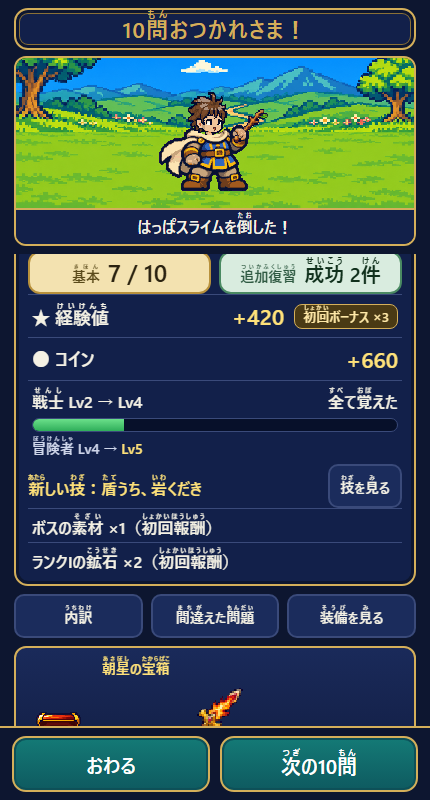 10問おつかれさま！
はっぱスライムを倒した！
基本 7 / 10
追加復習 成功 2件
★ 経験値 +420 初回ボーナス ×3
コイン +660
戦士 Lv2 → Lv4 全て覚えた
冒険者 Lv4 → Lv5
新しい技：盾うち、岩くだき 技を見る
ボスの素材 ×1（初回報酬）
ランクIの鉱石 ×2（初回報酬）
内訳 間違えた問題 装備を見る
朝星の宝箱
おわる 次の10問